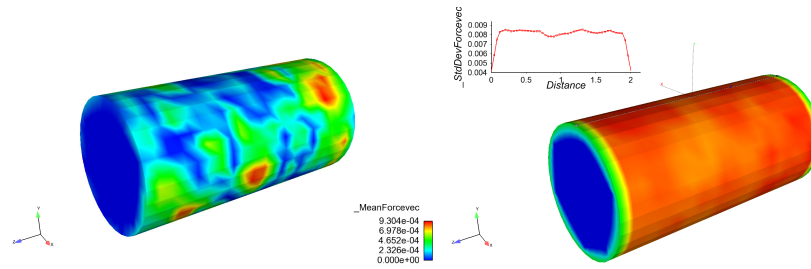 0.009
0.008
0.007
0.006
0.005
0.004
_StdDevForcevec
0
0.5
1
1.5
2
Distance
_MeanForcevec
9.304e-04
6.978e-04
4.652e-04
2.326e-04
0.000e+00
Y
Z
X
Y
Z
X